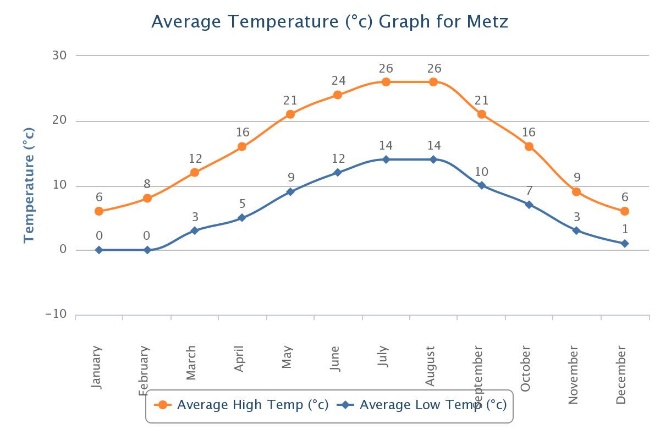 Average Temperature (°c) Graph for Metz
Temperature (°c)
30
20
10
0
−10
6
8
12
16
21
24
26
26
21
16
9
6
0
0
3
5
9
12
14
14
10
7
3
1
January
February
March
April
May
June
July
August
September
October
November
December
Average High Temp (°c)
Average Low Temp (°c)